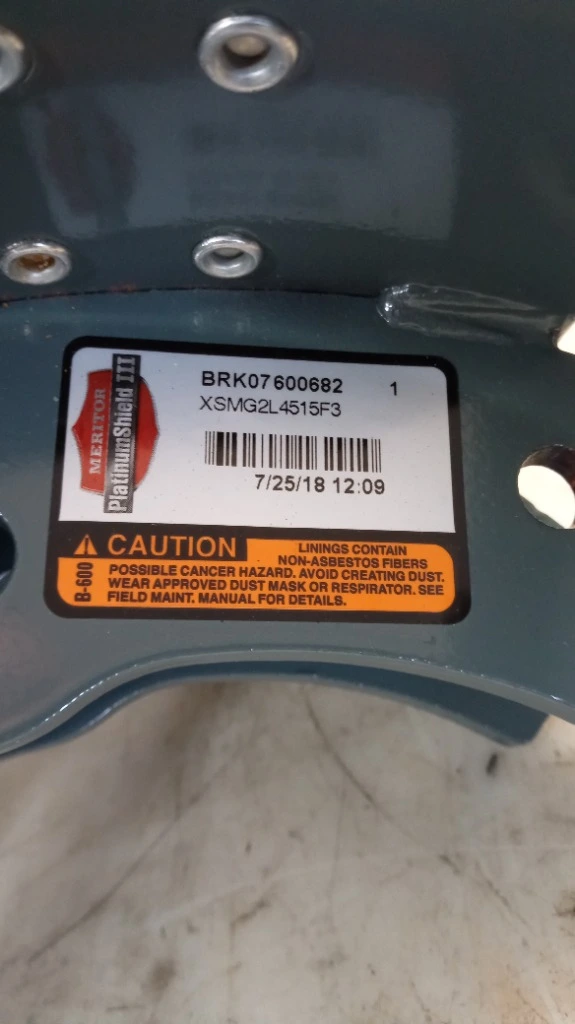 MERITOR
PlatinumShield III
BRK07600682 1
XSMG2L4515F3
7/25/18 12:09
B-600
CAUTION
LININGS CONTAIN
NON-ASBESTOS FIBERS
POSSIBLE CANCER HAZARD. AVOID CREATING DUST.
WEAR APPROVED DUST MASK OR RESPIRATOR. SEE
FIELD MAINT. MANUAL FOR DETAILS.